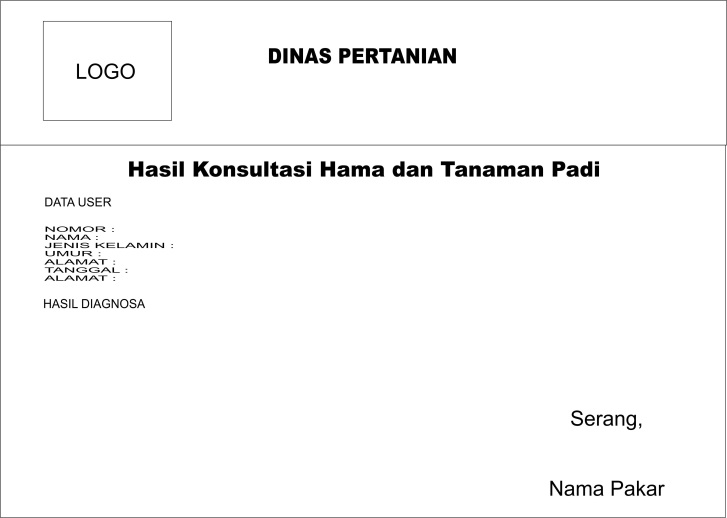 LOGO
DINAS PERTANIAN
Hasil Konsultasi Hama dan Tanaman Padi
DATA USER
NOMOR :
NAMA :
JENIS KELAMIN :
UMUR :
ALAMAT :
TANGGAL :
ALAMAT :
HASIL DIAGNOSA
Serang,
Nama Pakar